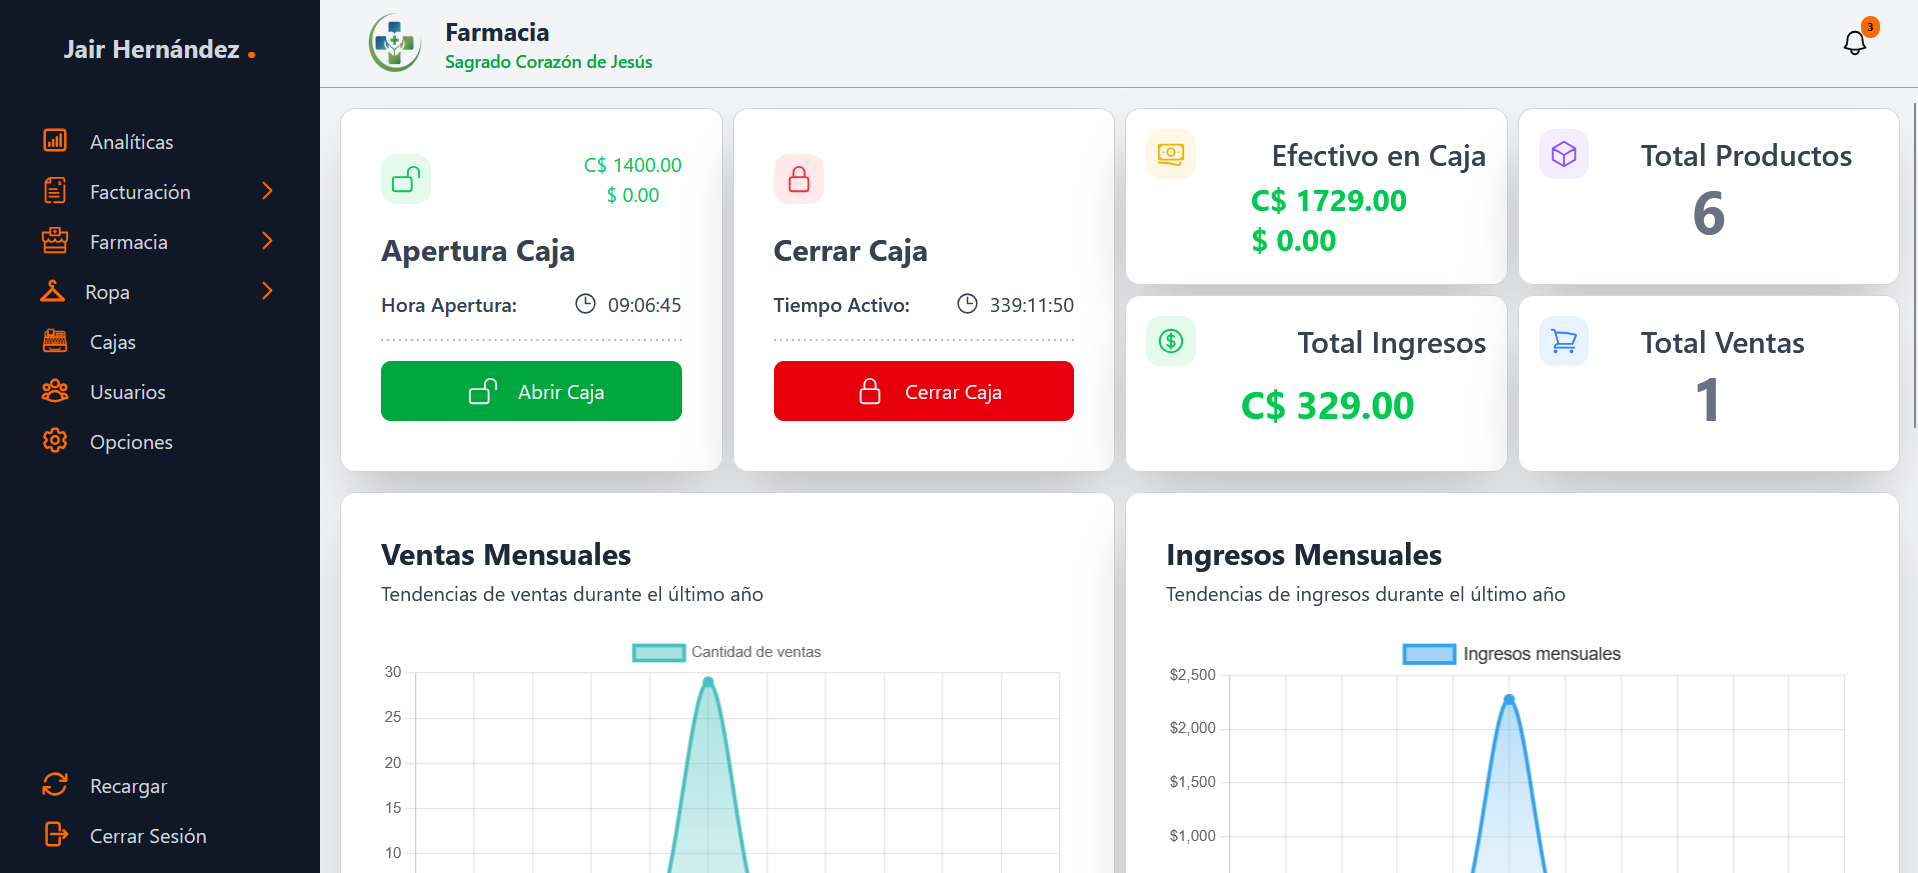 Jair Hernández .
Analíticas
Facturación
Farmacia
Ropa
Cajas
Usuarios
Opciones
Recargar
Cerrar Sesión
Farmacia
Sagrado Corazón de Jesús
3
C$ 1400.00
$ 0.00
Apertura Caja
Hora Apertura: 09:06:45
Abrir Caja
Cerrar Caja
Tiempo Activo: 339:11:50
Cerrar Caja
Efectivo en Caja
C$ 1729.00
$ 0.00
Total Productos
6
Total Ingresos
C$ 329.00
Total Ventas
1
Ventas Mensuales
Tendencias de ventas durante el último año
Cantidad de ventas
30
25
20
15
10
Ingresos Mensuales
Tendencias de ingresos durante el último año
Ingresos mensuales
$2,500
$2,000
$1,500
$1,000